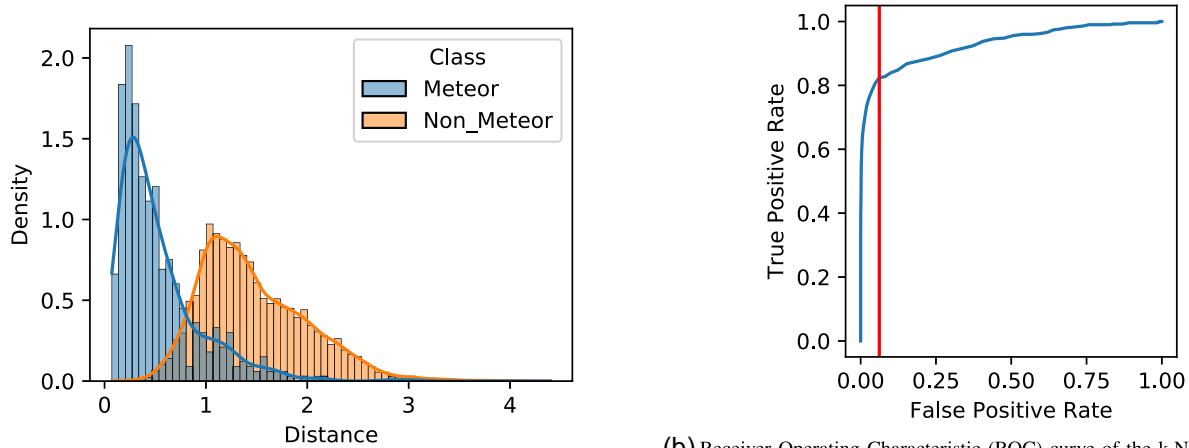 2.0
1.5
1.0
0.5
0.0
Density
Class
Meteor
Non_Meteor
0 1 2 3 4
Distance
1.0
0.8
0.6
0.4
0.2
0.0
True Positive Rate
0.00 0.25 0.50 0.75 1.00
False Positive Rate
(b) Receiver Operating Characteristic (ROC) curve of the k-N